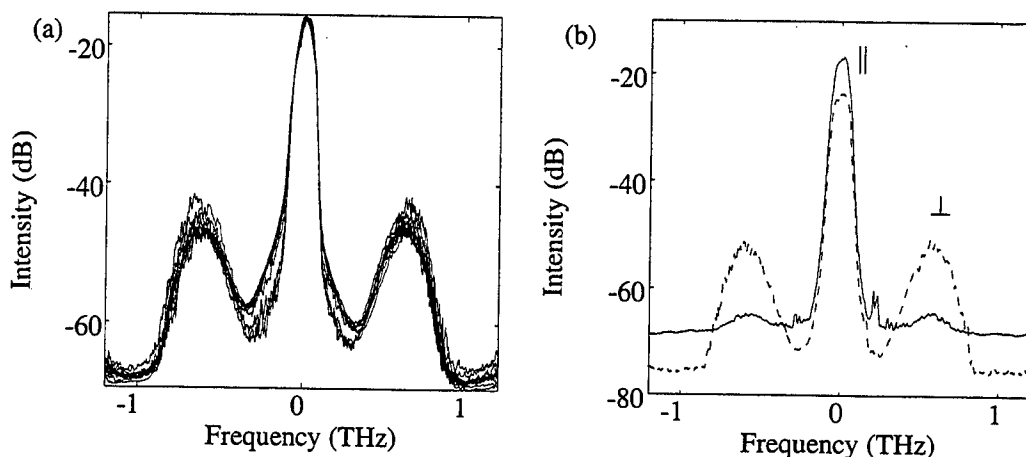 (a)
Intensity (dB)
-20
-40
-60
-1
0
1
Frequency (THz)
(b)
Intensity (dB)
-20
-40
-60
-80
-1
0
1
Frequency (THz)
||
⊥